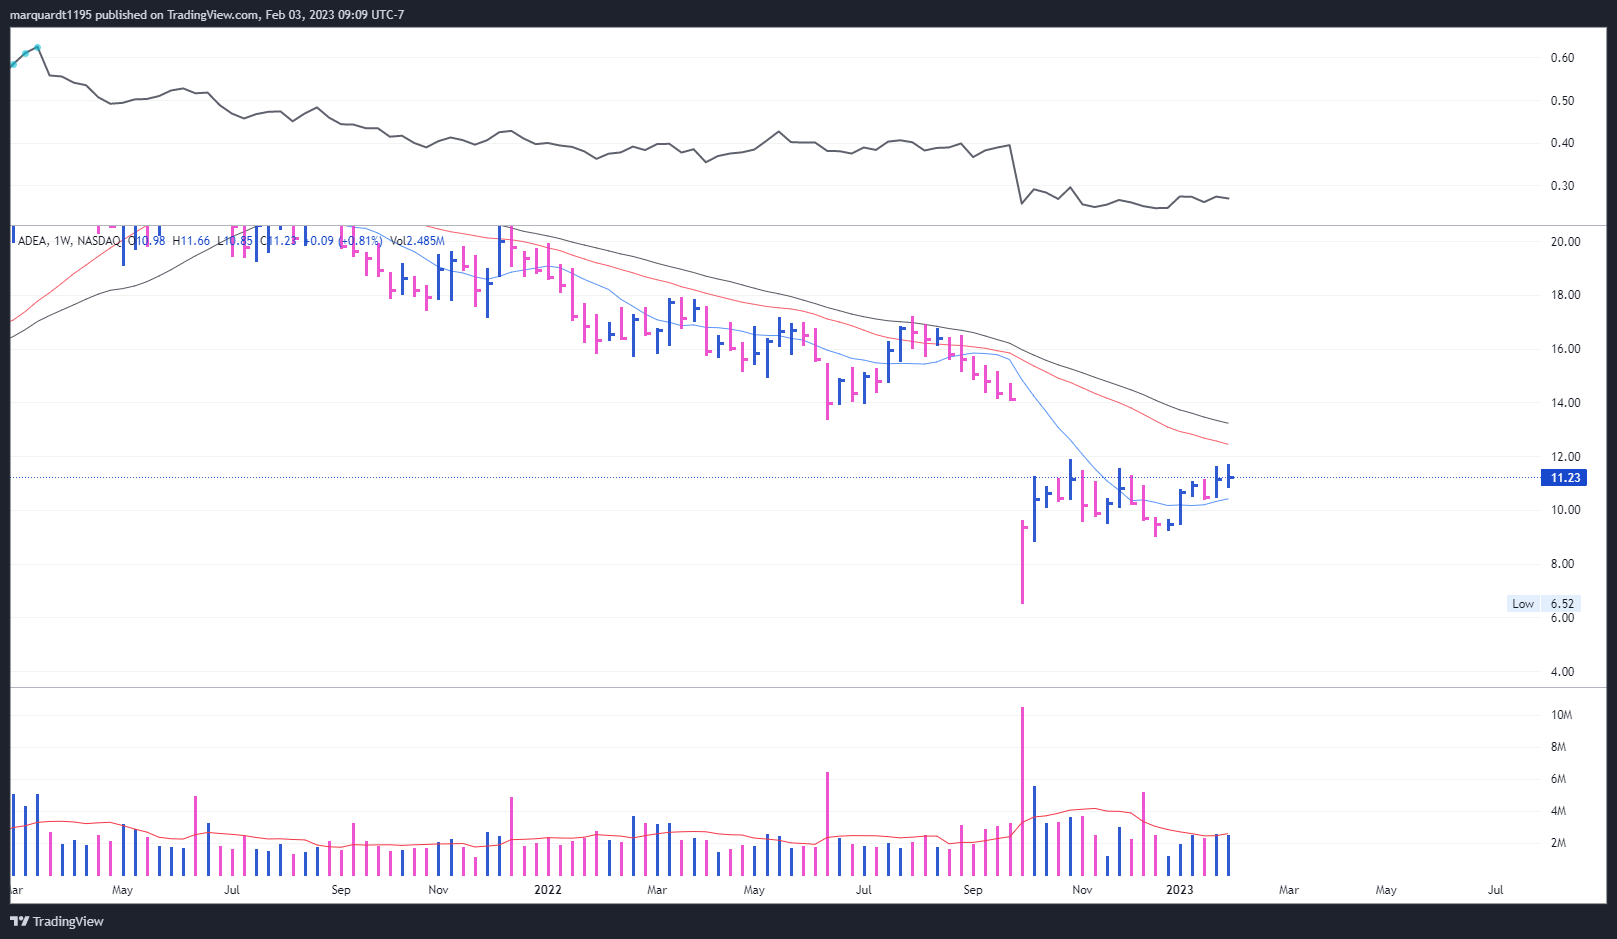 marquardt1195 published on TradingView.com, Feb 03, 2023 09:09 UTC-7
0.60
0.50
0.40
0.30
ADEA, 1W, NASDAQ O10.98 H11.66 L10.85 C11.23 +0.09 (+0.81%) Vol2.485M
20.00
18.00
16.00
14.00
12.00
11.23
10.00
8.00
Low 6.52
6.00
4.00
10M
8M
6M
4M
2M
ar May Jul Sep Nov 2022 Mar May Jul Sep Nov 2023 Mar May Jul
TradingView